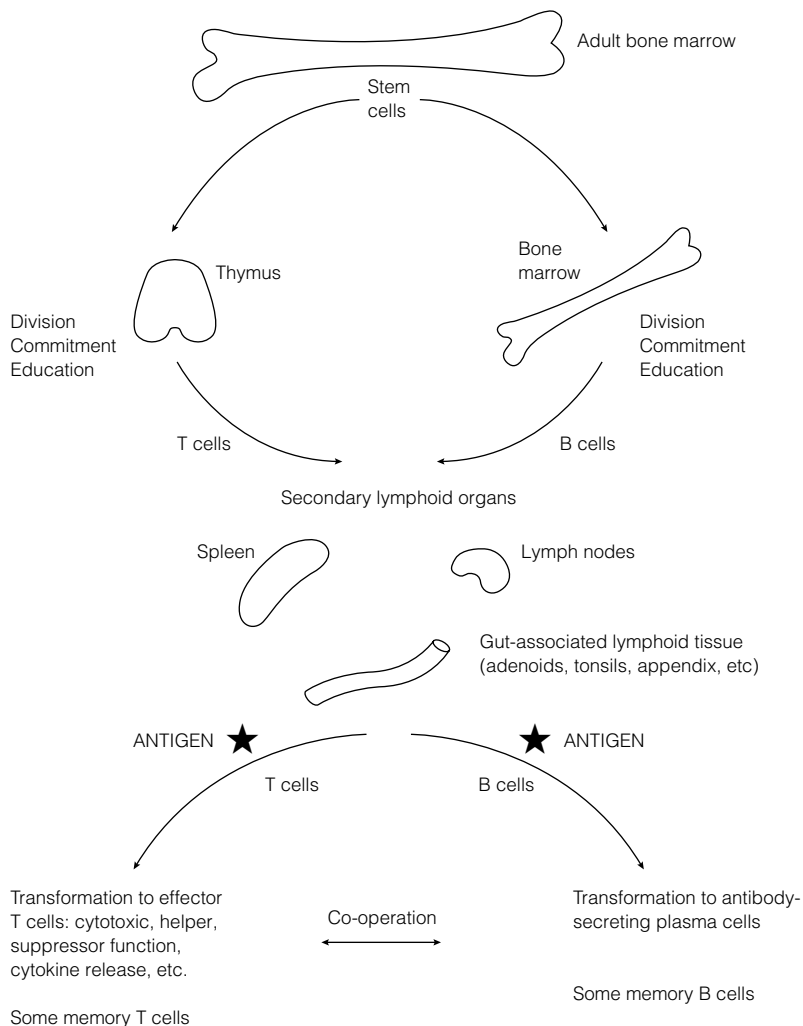 Adult bone marrow
Stem
cells
Thymus
Bone
marrow
Division
Commitment
Education
Division
Commitment
Education
T cells
B cells
Secondary lymphoid organs
Spleen
Lymph nodes
Gut-associated lymphoid tissue
(adenoids, tonsils, appendix, etc)
ANTIGEN
ANTIGEN
T cells
B cells
Transformation to effector
T cells: cytotoxic, helper,
suppressor function,
cytokine release, etc.
Some memory T cells
Co-operation
Transformation to antibody-
secreting plasma cells
Some memory B cells